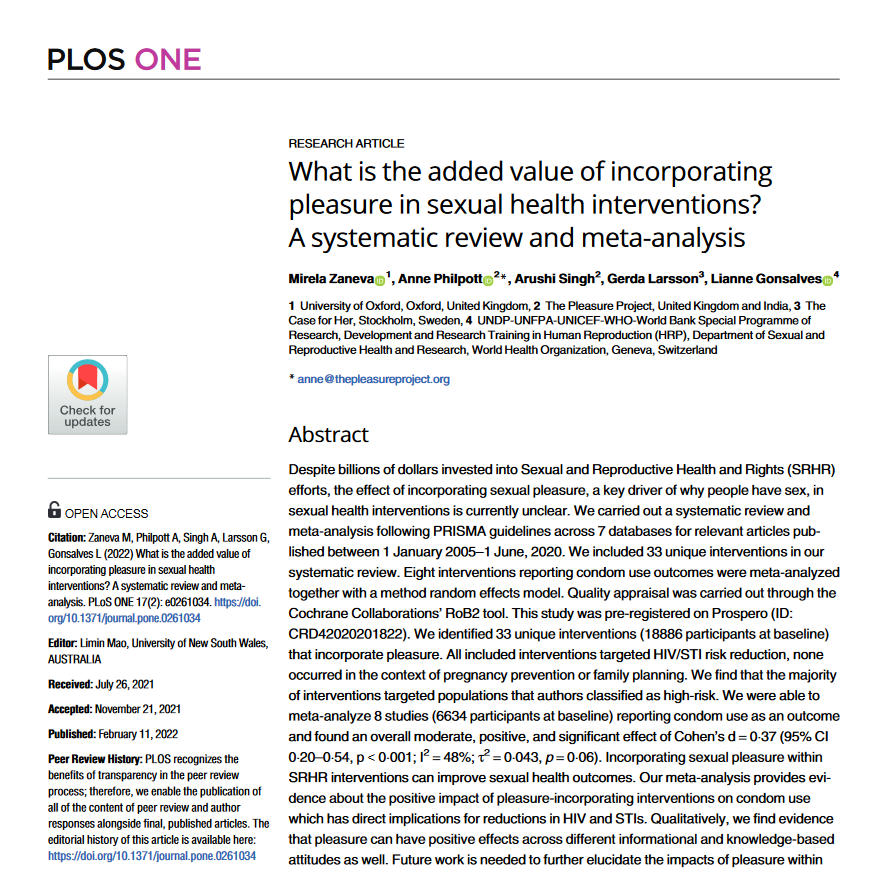 PLOS ONE
RESEARCH ARTICLE
What is the added value of incorporating
pleasure in sexual health interventions?
A systematic review and meta-analysis
Mirela Zaneva iD 1, Anne Philpott iD 2*, Arushi Singh2, Gerda Larsson3, Lianne Gonsalves iD 4
1 University of Oxford, Oxford, United Kingdom, 2 The Pleasure Project, United Kingdom and India, 3 The
Case for Her, Stockholm, Sweden, 4 UNDP-UNFPA-UNICEF-WHO-World Bank Special Programme of
Research, Development and Research Training in Human Reproduction (HRP), Department of Sexual and
Reproductive Health and Research, World Health Organization, Geneva, Switzerland
* anne@thepleasureproject.org
Abstract
Despite billions of dollars invested into Sexual and Reproductive Health and Rights (SRHR)
efforts, the effect of incorporating sexual pleasure, a key driver of why people have sex, in
sexual health interventions is currently unclear. We carried out a systematic review and
meta-analysis following PRISMA guidelines across 7 databases for relevant articles pub-
lished between 1 January 2005–1 June, 2020. We included 33 unique interventions in our
systematic review. Eight interventions reporting condom use outcomes were meta-analyzed
together with a method random effects model. Quality appraisal was carried out through the
Cochrane Collaborations' RoB2 tool. This study was pre-registered on Prospero (ID:
CRD42020201822). We identified 33 unique interventions (18886 participants at baseline)
that incorporate pleasure. All included interventions targeted HIV/STI risk reduction, none
occurred in the context of pregnancy prevention or family planning. We find that the majority
of interventions targeted populations that authors classified as high-risk. We were able to
meta-analyze 8 studies (6634 participants at baseline) reporting condom use as an outcome
and found an overall moderate, positive, and significant effect of Cohen's d = 0·37 (95% CI
0·20–0·54, p < 0·001; I² = 48%; τ² = 0·043, p = 0·06). Incorporating sexual pleasure within
SRHR interventions can improve sexual health outcomes. Our meta-analysis provides evi-
dence about the positive impact of pleasure-incorporating interventions on condom use
which has direct implications for reductions in HIV and STIs. Qualitatively, we find evidence
that pleasure can have positive effects across different informational and knowledge-based
attitudes as well. Future work is needed to further elucidate the impacts of pleasure within
Check for
updates
OPEN ACCESS
Citation: Zaneva M, Philpott A, Singh A, Larsson G,
Gonsalves L (2022) What is the added value of
incorporating pleasure in sexual health
interventions? A systematic review and meta-
analysis. PLoS ONE 17(2): e0261034. https://doi.
org/10.1371/journal.pone.0261034
Editor: Limin Mao, University of New South Wales,
AUSTRALIA
Received: July 26, 2021
Accepted: November 21, 2021
Published: February 11, 2022
Peer Review History: PLOS recognizes the
benefits of transparency in the peer review
process; therefore, we enable the publication of
all of the content of peer review and author
responses alongside final, published articles. The
editorial history of this article is available here:
https://doi.org/10.1371/journal.pone.0261034